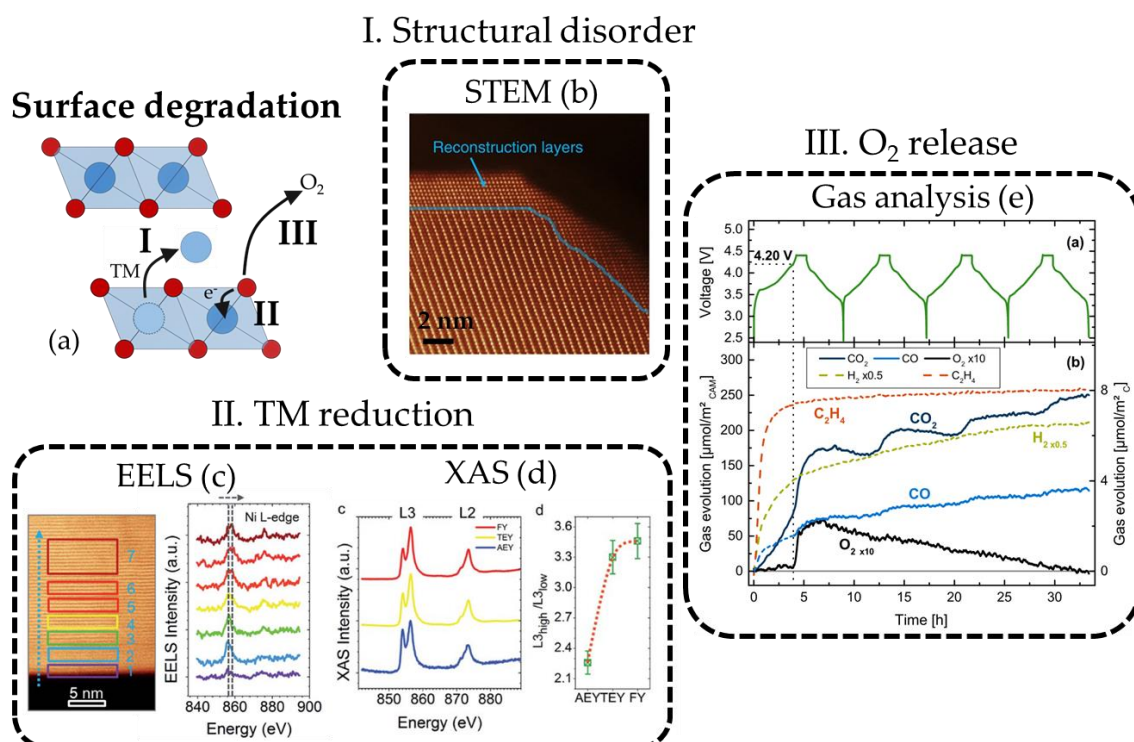 I. Structural disorder
Surface degradation
O2
III
I
TM
e-
II
(a)
STEM (b)
Reconstruction layers
2 nm
III. O2 release
Gas analysis (e)
(a)
5.0
4.5
4.0
3.5
3.0
2.5
Voltage [V]
4.20 V
(b)
CO2 CO O2 x10
H2 x0.5 C2H4
300
250
200
150
100
50
0
Gas evolution [µmol/m² CAM]
C2H4
CO2
H2 x0.5
CO
O2 x10
8
4
0
Gas evolution [µmol/m² C]
0 5 10 15 20 25 30
Time [h]
II. TM reduction
EELS (c)
7
6
5
4
3
2
1
5 nm
Ni L-edge
EELS Intensity (a.u.)
840 860 880 900
Energy (eV)
XAS (d)
c
L3 L2
FY
TEY
AEY
XAS Intensity (a.u.)
850 860 870 880
Energy (eV)
d
3.6
3.3
3.0
2.7
2.4
2.1
L3high /L3low
AEY TEY FY